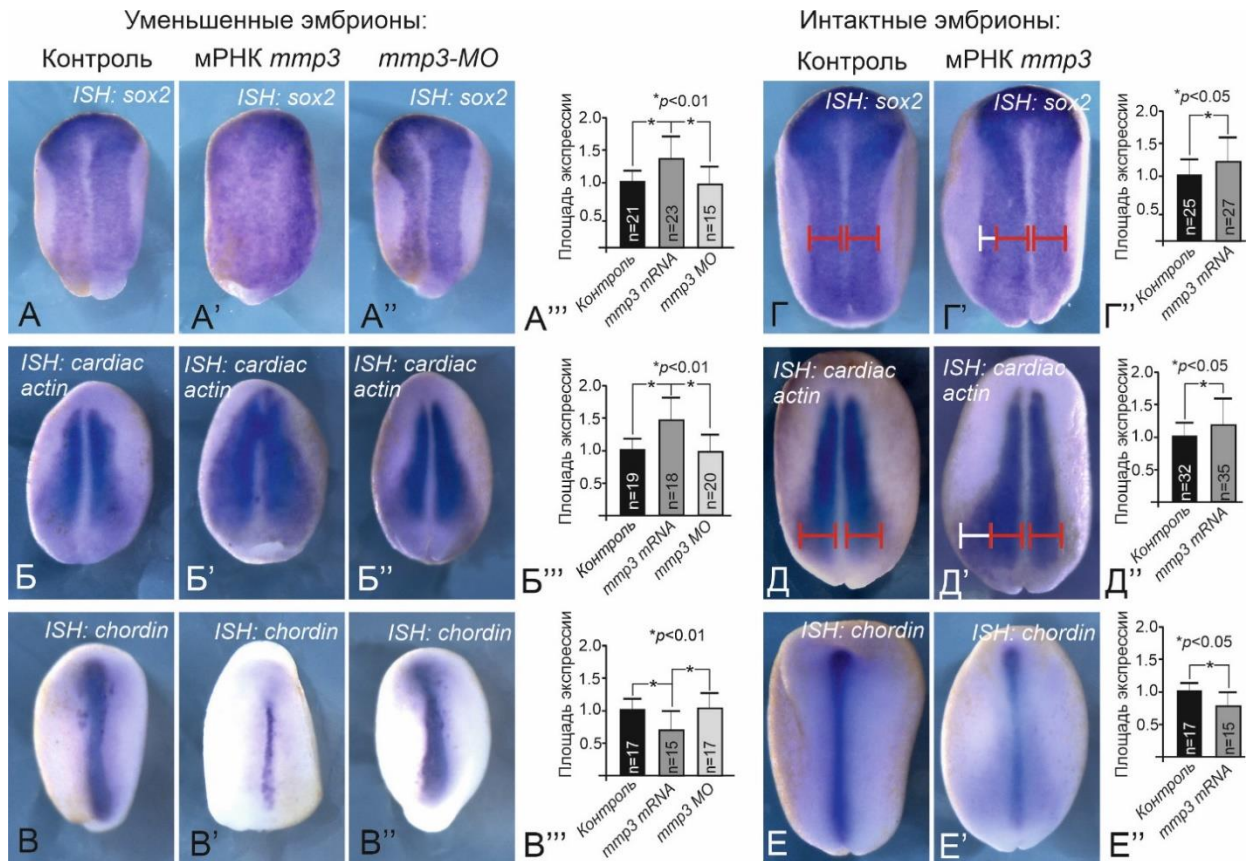 Уменьшенные эмбрионы:
Интактные эмбрионы:
Контроль
мРНК mmp3
mmp3-MO
Контроль
мРНК mmp3
ISH: sox2
ISH: sox2
ISH: sox2
Площадь экспрессии
*p<0.01
2.0
1.5
1.0
0.5
*
*
n=21
n=23
n=15
Контроль
mmp3 mRNA
mmp3 MO
ISH: sox2
ISH: sox2
Площадь экспрессии
*p<0.05
2.0
1.5
1.0
0.5
*
n=25
n=27
Контроль
mmp3 mRNA
А
А’
А’’
А’’’
Г
Г’
Г’’
ISH: cardiac
actin
ISH: cardiac
actin
ISH: cardiac
actin
Площадь экспрессии
*p<0.01
2.0
1.5
1.0
0.5
*
*
n=19
n=18
n=20
Контроль
mmp3 mRNA
mmp3 MO
ISH: cardiac
actin
ISH: cardiac
actin
Площадь экспрессии
*p<0.05
2.0
1.5
1.0
0.5
*
n=32
n=35
Контроль
mmp3 mRNA
Б
Б’
Б’’
Б’’’
Д
Д’
Д’’
ISH: chordin
ISH: chordin
ISH: chordin
Площадь экспрессии
*p<0.01
2.0
1.5
1.0
0.5
*
*
n=17
n=15
n=17
Контроль
mmp3 mRNA
mmp3 MO
ISH: chordin
ISH: chordin
Площадь экспрессии
*p<0.05
2.0
1.5
1.0
0.5
*
n=17
n=15
Контроль
mmp3 mRNA
В
В’
В’’
В’’’
Е
Е’
Е’’